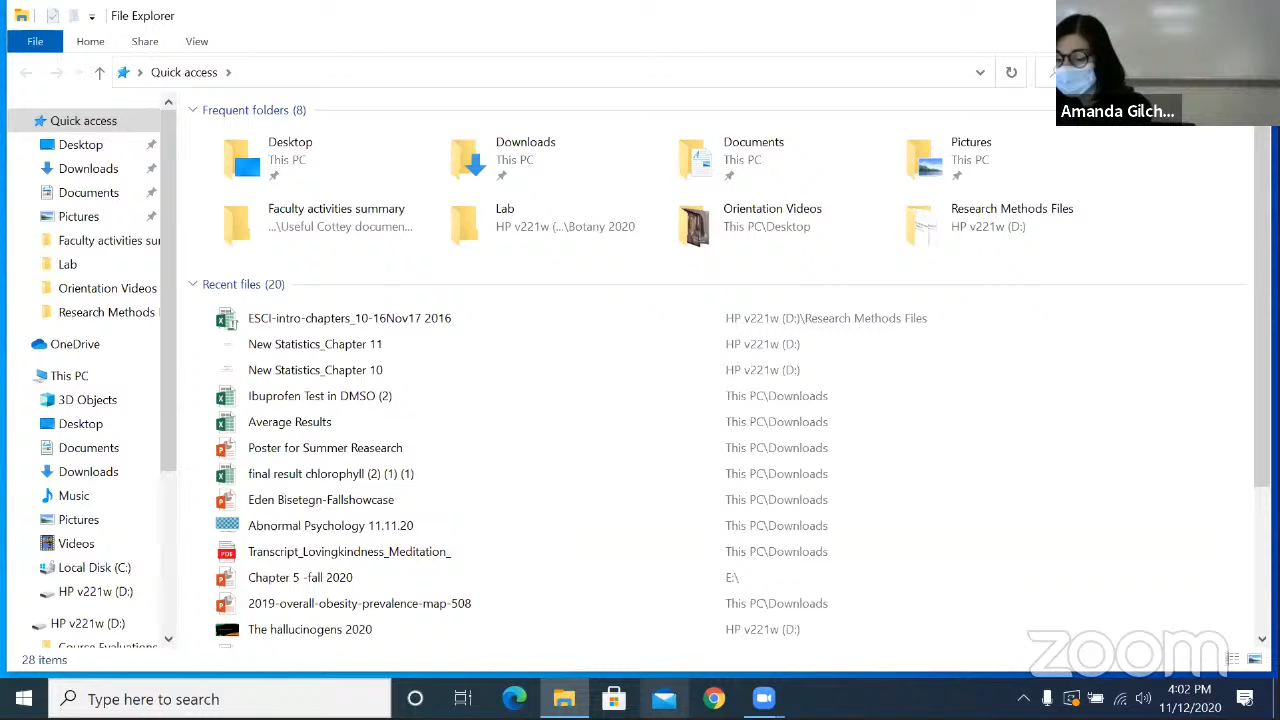 File Explorer
File Home Share View
Quick access
Amanda Gilch...
Quick access
Desktop
Downloads
Documents
Pictures
Faculty activities sur
Lab
Orientation Videos
Research Methods
OneDrive
This PC
3D Objects
Desktop
Documents
Downloads
Music
Pictures
Videos
Local Disk (C:)
HP v221w (D:)
HP v221w (D:)
Course Evaluations
Frequent folders (8)
Desktop
This PC
Downloads
This PC
Documents
This PC
Pictures
This PC
Faculty activities summary
...\Useful Cottey documen...
Lab
HP v221w (...\Botany 2020
Orientation Videos
This PC\Desktop
Research Methods Files
HP v221w (D:)
Recent files (20)
ESCI-intro-chapters_10-16Nov17 2016 HP v221w (D:)\Research Methods Files
New Statistics_Chapter 11 HP v221w (D:)
New Statistics_Chapter 10 HP v221w (D:)
Ibuprofen Test in DMSO (2) This PC\Downloads
Average Results This PC\Downloads
Poster for Summer Reasearch This PC\Downloads
final result chlorophyll (2) (1) (1) This PC\Downloads
Eden Bisetegn-Fallshowcase This PC\Downloads
Abnormal Psychology 11.11.20 This PC\Downloads
Transcript_Lovingkindness_Meditation_ This PC\Downloads
Chapter 5 -fall 2020 E:\
2019-overall-obesity-prevalence-map-508 This PC\Downloads
The hallucinogens 2020 HP v221w (D:)
28 items
zoom
Type here to search
4:02 PM
11/12/2020